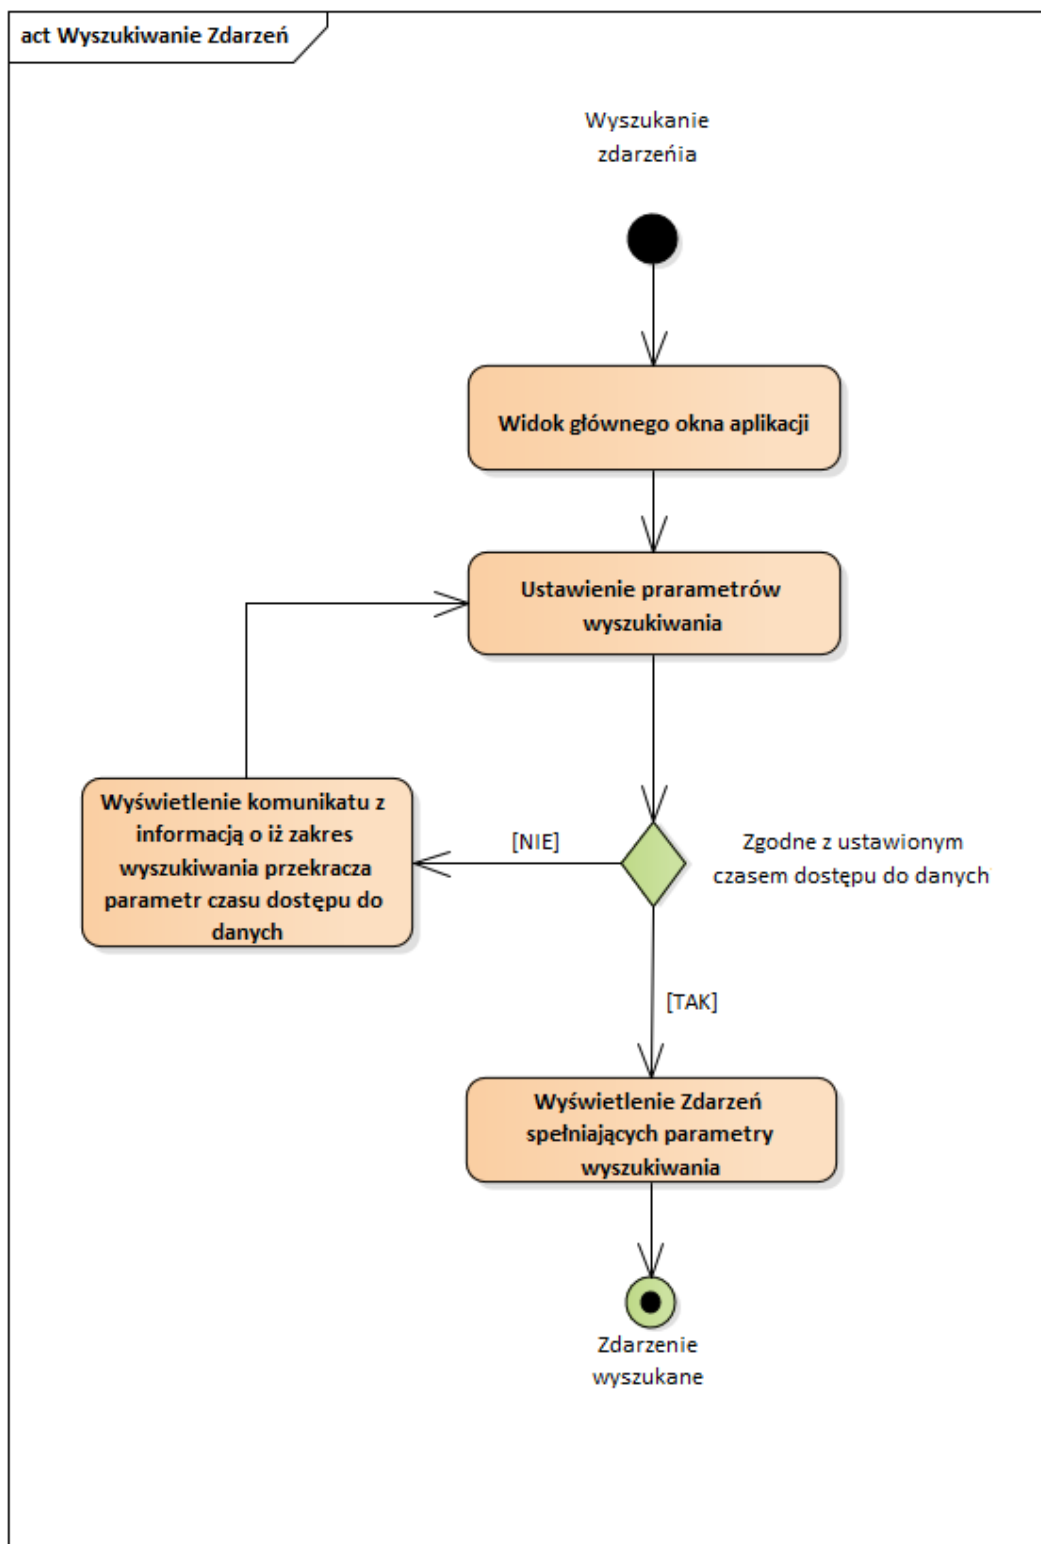 act Wyszukiwanie Zdarzeń
Wyszukanie
zdarzeńia
Widok głównego okna aplikacji
Ustawienie prarametrów
wyszukiwania
Wyświetlenie komunikatu z
informacją o iż zakres
wyszukiwania przekracza
parametr czasu dostępu do
danych
[NIE]
Zgodne z ustawionym
czasem dostępu do danych
[TAK]
Wyświetlenie Zdarzeń
spełniających parametry
wyszukiwania
Zdarzenie
wyszukane